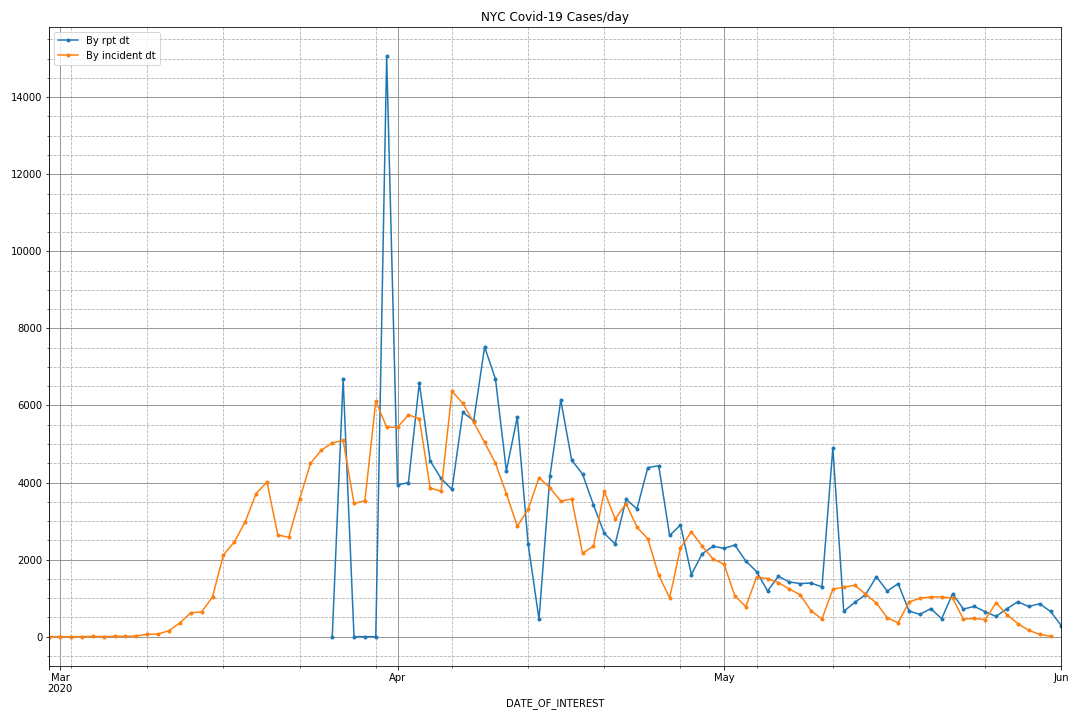 NYC Covid-19 Cases/day
By rpt dt
By incident dt
14000
12000
10000
8000
6000
4000
2000
0
Mar
2020
Apr
May
Jun
DATE_OF_INTEREST